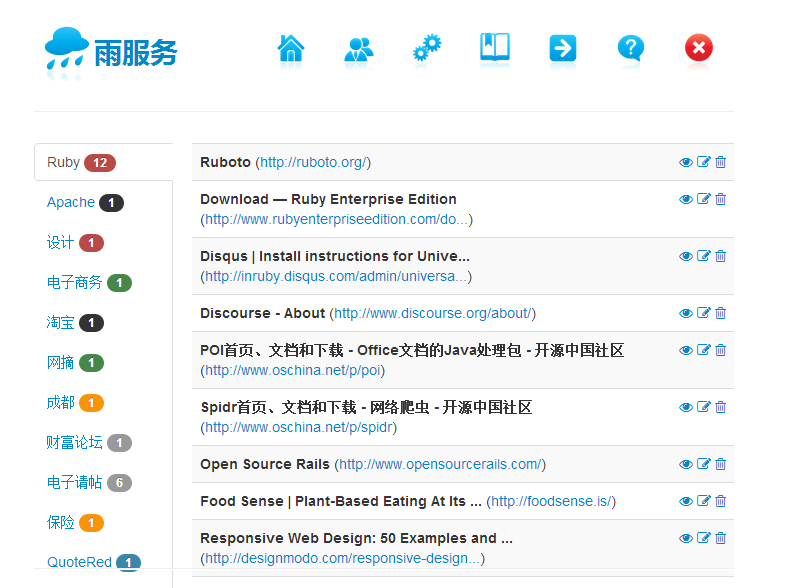 雨服务
Ruby 12
Apache 1
设计 1
电子商务 1
淘宝 1
网摘 1
成都 1
财富论坛 1
电子请帖 6
保险 1
QuoteRed 1
Ruboto (http://ruboto.org/)
Download — Ruby Enterprise Edition
(http://www.rubyenterpriseedition.com/do...)
Disqus | Install instructions for Unive...
(http://inruby.disqus.com/admin/universa...)
Discourse - About (http://www.discourse.org/about/)
POI首页、文档和下载 - Office文档的Java处理包 - 开源中国社区
(http://www.oschina.net/p/poi)
Spidr首页、文档和下载 - 网络爬虫 - 开源中国社区
(http://www.oschina.net/p/spidr)
Open Source Rails (http://www.opensourcerails.com/)
Food Sense | Plant-Based Eating At Its ... (http://foodsense.is/)
Responsive Web Design: 50 Examples and ...
(http://designmodo.com/responsive-design...)